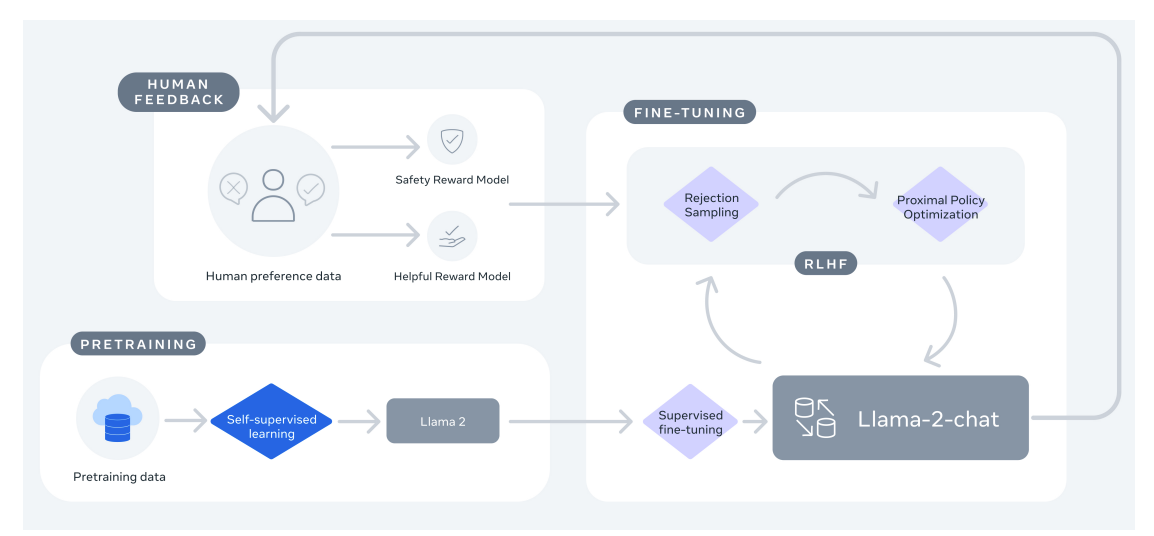 HUMAN
FEEDBACK
Human preference data
Safety Reward Model
Helpful Reward Model
FINE-TUNING
Rejection
Sampling
Proximal Policy
Optimization
RLHF
PRETRAINING
Pretraining data
Self-supervised
learning
Llama 2
Supervised
fine-tuning
Llama-2-chat